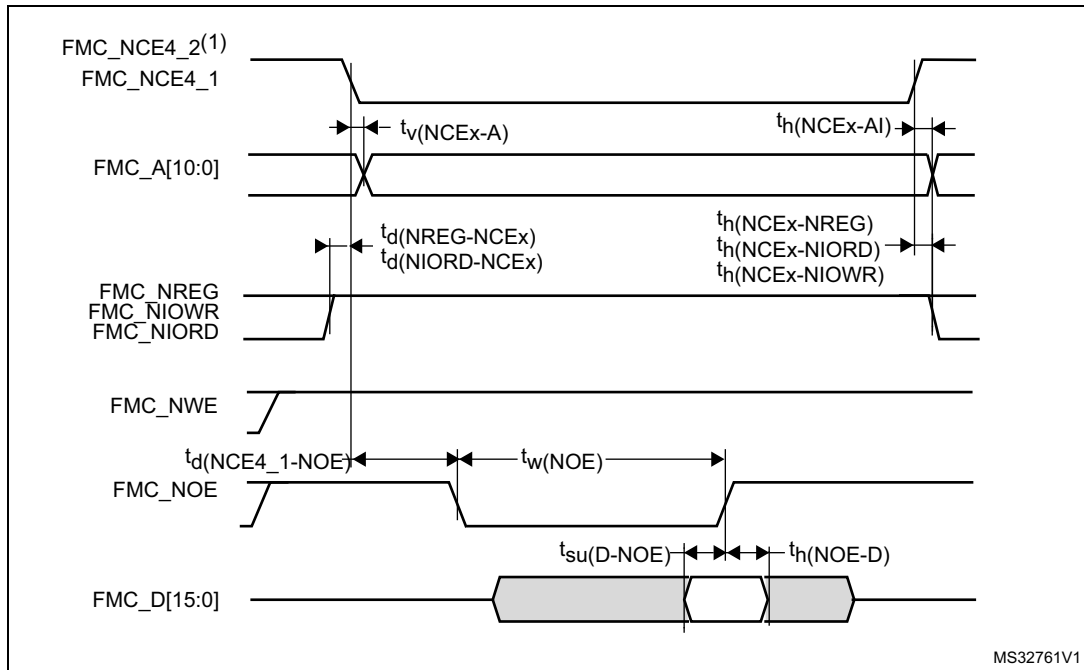 FMC_NCE4_2(1)
FMC_NCE4_1
tv(NCEx-A)
th(NCEx-AI)
FMC_A[10:0]
td(NREG-NCEx)
td(NIORD-NCEx)
th(NCEx-NREG)
th(NCEx-NIORD)
th(NCEx-NIOWR)
FMC_NREG
FMC_NIOWR
FMC_NIORD
FMC_NWE
td(NCE4_1-NOE)
tw(NOE)
FMC_NOE
tsu(D-NOE)
th(NOE-D)
FMC_D[15:0]
MS32761V1